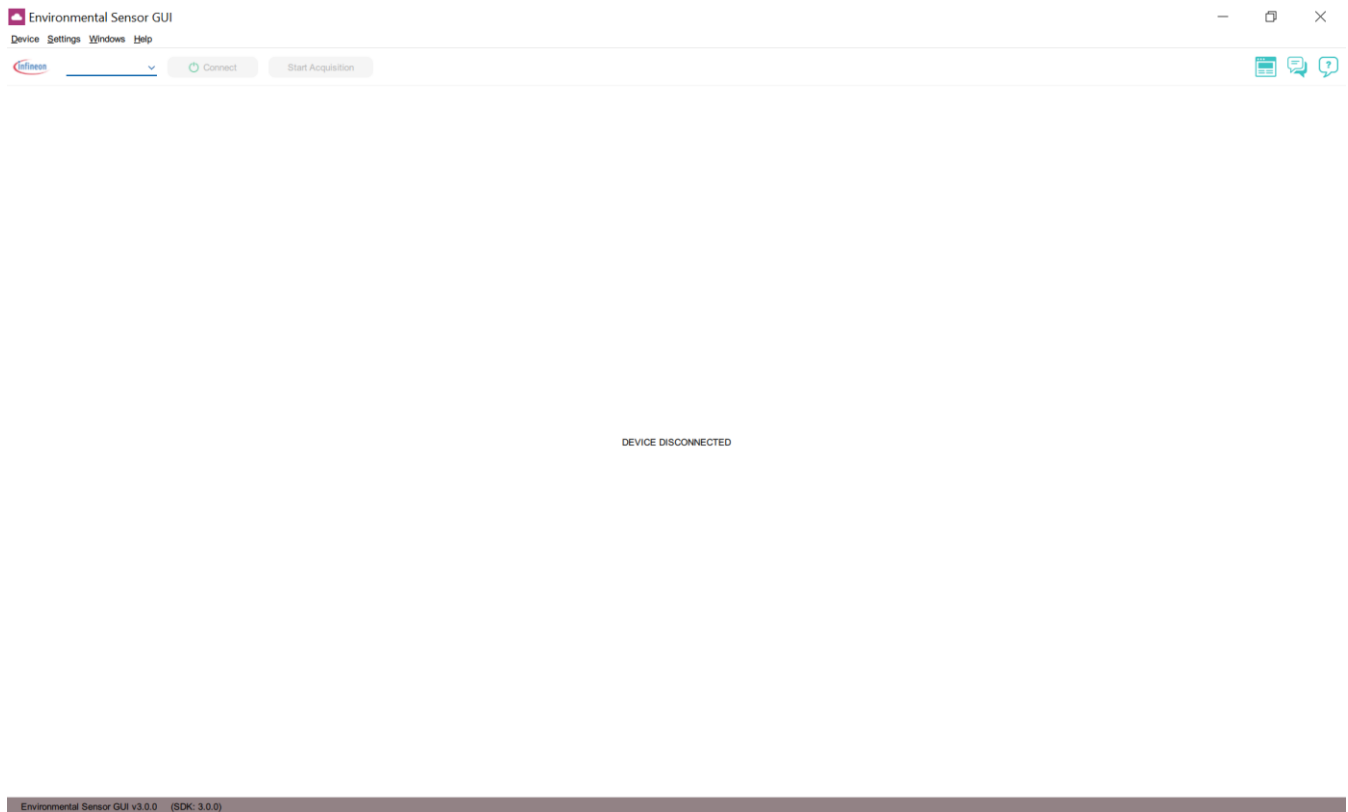 Environmental Sensor GUI
Device Settings Windows Help
infineon Connect Start Acquisition
?
DEVICE DISCONNECTED
Environmental Sensor GUI v3.0.0 (SDK: 3.0.0)